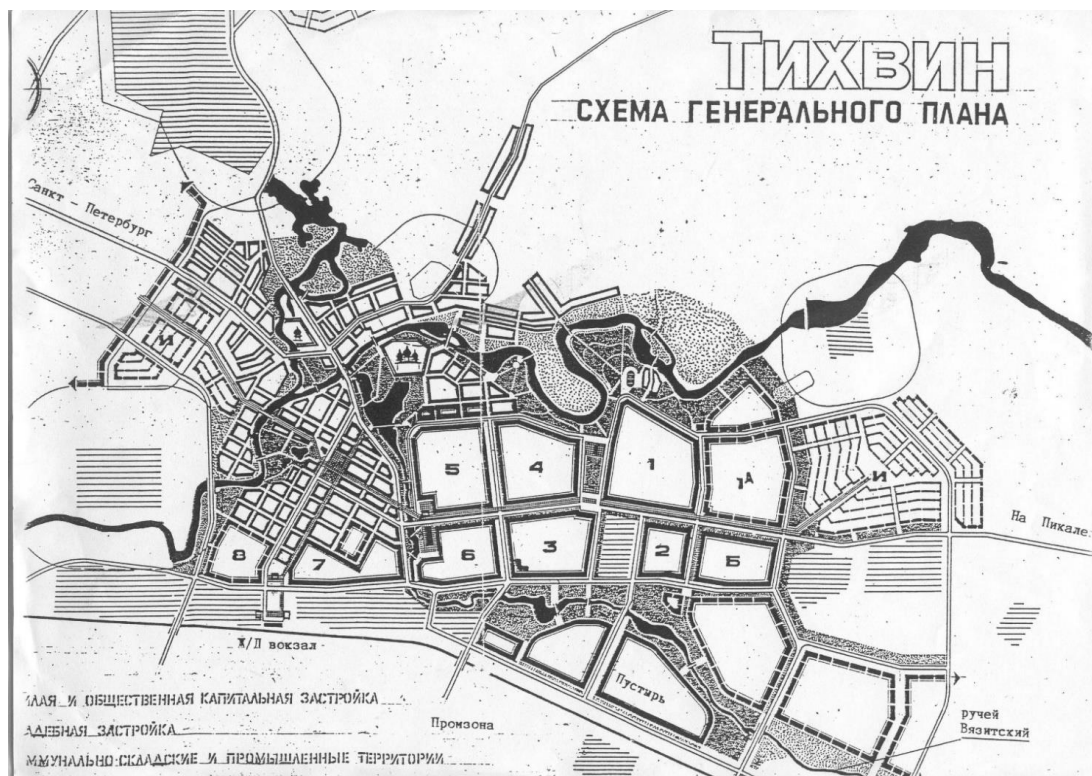 ТИХВИН
СХЕМА ГЕНЕРАЛЬНОГО ПЛАНА
Санкт - Петербург
И
5
4
1
1А
И
На Пикале
8
7
6
3
2
Б
Ж/Д вокзал
Пустырь
Промзона
ручей
Вязитский
ЛАЯ И ОБЩЕСТВЕННАЯ КАПИТАЛЬНАЯ ЗАСТРОЙКА
АДЕБНАЯ ЗАСТРОЙКА
ММУНАЛЬНО-СКЛАДСКИЕ И ПРОМЫШЛЕННЫЕ ТЕРРИТОРИИ